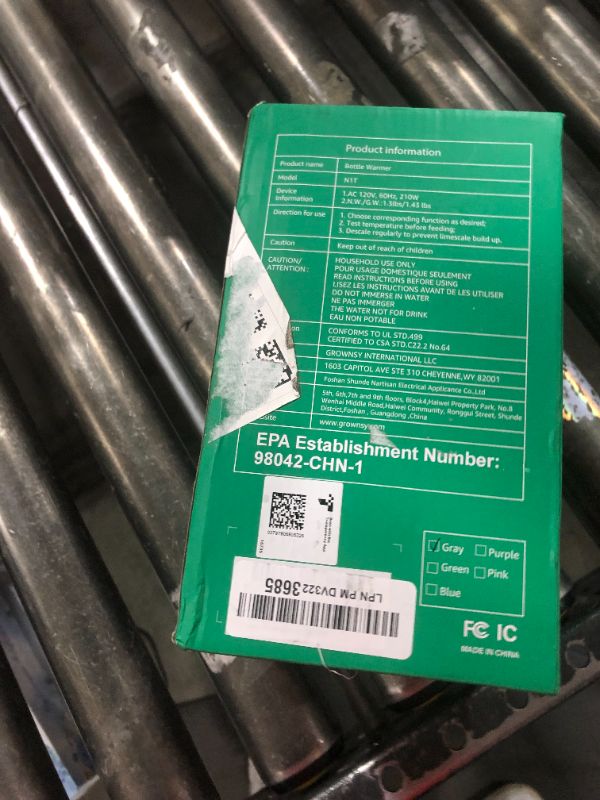 Product information
Product name Bottle Warmer
Model N1T
Device Information 1.AC 120V, 60Hz, 210W
2.N.W./G.W.:1.3lbs/1.43 lbs
Direction for use 1. Choose corresponding function as desired;
2. Test temperature before feeding;
3. Descale regularly to prevent limescale build up.
Caution Keep out of reach of children
CAUTION/ATTENTION: HOUSEHOLD USE ONLY
POUR USAGE DOMESTIQUE SEULEMENT
READ INSTRUCTIONS BEFORE USING
LISEZ LES INSTRUCTIONS AVANT DE LES UTILISER
DO NOT IMMERSE IN WATER
NE PAS IMMERGER
THE WATER NOT FOR DRINK
EAU NON POTABLE
on CONFORMS TO UL STD.499
CERTIFIED TO CSA STD.C22.2 No.64
GROWNSY INTERNATIONAL LLC
1603 CAPITOL AVE STE 310 CHEYENNE,WY 82001
Foshan Shunde Nartisan Electrical Applicance Co.,Ltd
5th, 6th,7th and 9th floors, Block4,Haiwei Property Park, No.8
Wenhai Middle Road,Haiwei Community, Ronggui Street, Shunde
District,Foshan, Guangdong ,China
site www.grownsy.com
EPA Establishment Number:
98042-CHN-1
Gray Purple
Green Pink
Blue
LPN PM DV322 3685
FC IC
MADE IN CHINA